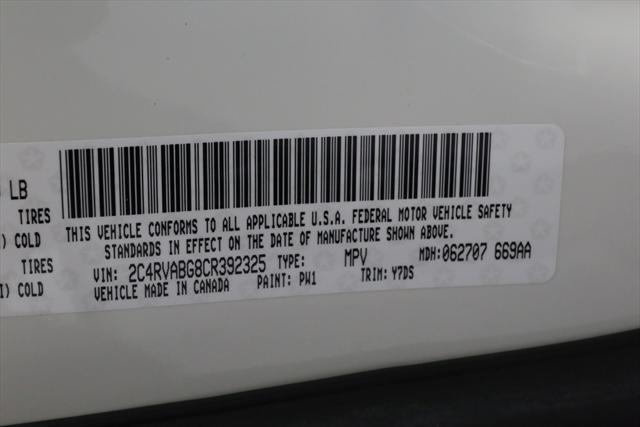 LB
TIRES
) COLD
TIRES
I) COLD
THIS VEHICLE CONFORMS TO ALL APPLICABLE U.S.A. FEDERAL MOTOR VEHICLE SAFETY
STANDARDS IN EFFECT ON THE DATE OF MANUFACTURE SHOWN ABOVE.
VIN: 2C4RVABG8CR392325 TYPE: MPV MDH:062707 669AA
VEHICLE MADE IN CANADA PAINT: PW1 TRIM: Y7DS